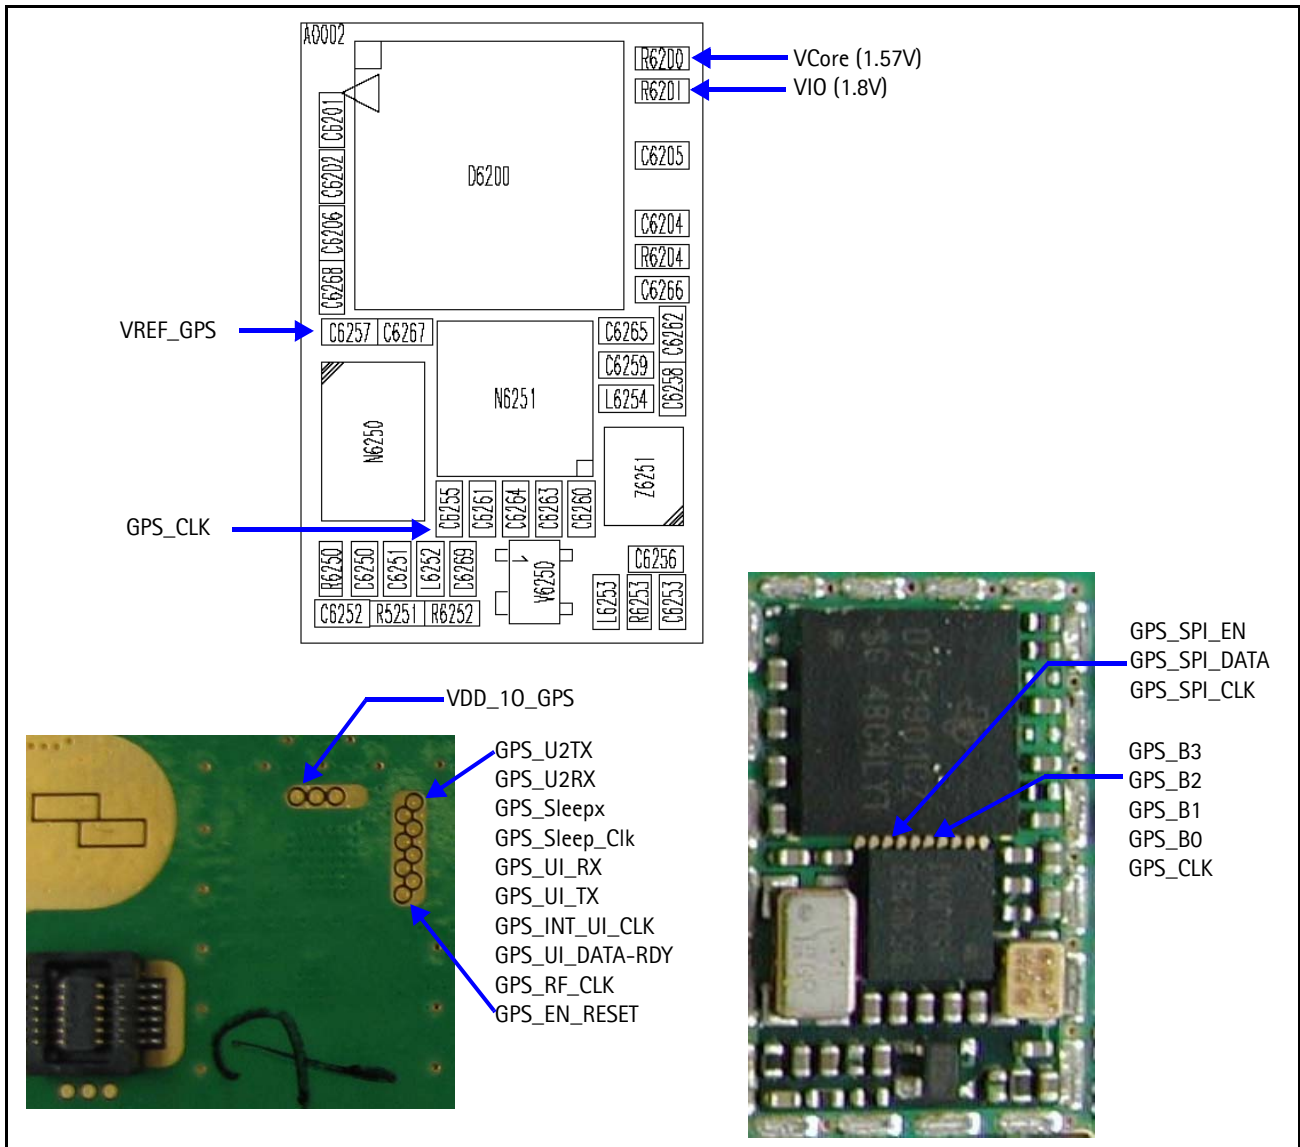 A0002
R6200
VCore (1.57V)
R6201
VIO (1.8V)
C6201
C6202
C6206
C6268
D6200
C6205
C6204
R6204
C6266
VREF_GPS
C6257
C6267
C6265
C6262
C6259
C6258
L6254
N6251
N6250
Z6251
GPS_CLK
C6255
C6261
C6264
C6263
C6260
R6250
C6250
C6251
L6252
C6269
V6250
C6256
C6252
R5251
R6252
L6253
R6253
C6253
VDD_1O_GPS
GPS_U2TX
GPS_U2RX
GPS_Sleepx
GPS_Sleep_Clk
GPS_UI_RX
GPS_UI_TX
GPS_INT_UI_CLK
GPS_UI_DATA-RDY
GPS_RF_CLK
GPS_EN_RESET
GPS_SPI_EN
GPS_SPI_DATA
GPS_SPI_CLK
GPS_B3
GPS_B2
GPS_B1
GPS_B0
GPS_CLK